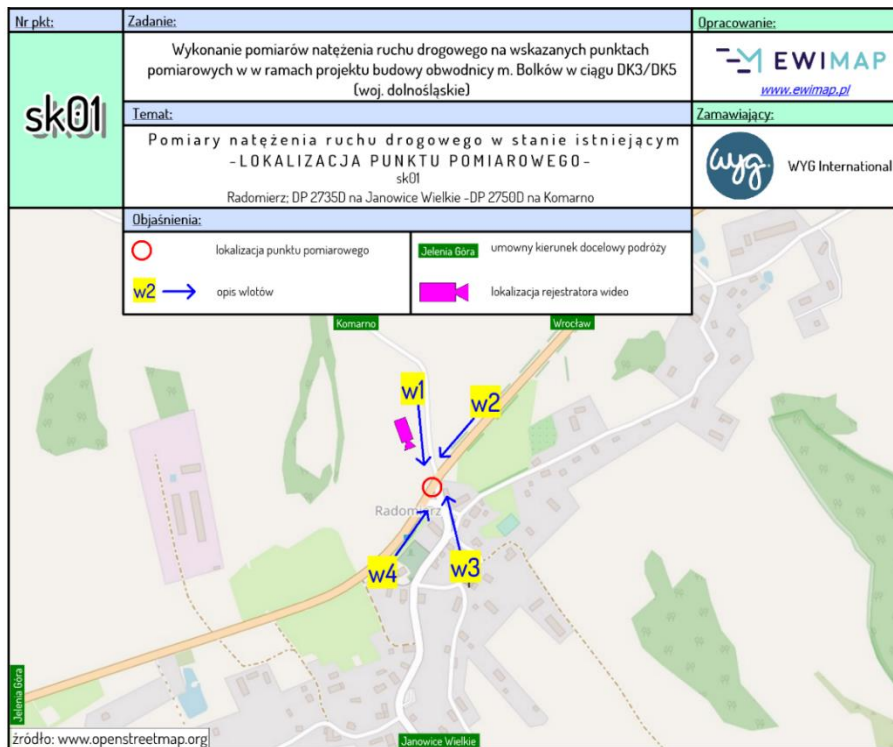 Nr pkt:
Zadanie:
Opracowanie:
sk01
Wykonanie pomiarów natężenia ruchu drogowego na wskazanych punktach
pomiarowych w w ramach projektu budowy obwodnicy m. Bolków w ciągu DK3/DK5
(woj. dolnośląskie)
EWIMAP
www.ewimap.pl
Temat:
Zamawiający:
Pomiary natężenia ruchu drogowego w stanie istniejącym
-LOKALIZACJA PUNKTU POMIAROWEGO-
sk01
Radomierz; DP 2735D na Janowice Wielkie -DP 2750D na Komarno
wyg.
WYG International
Objaśnienia:
lokalizacja punktu pomiarowego
Jelenia Góra
umowny kierunek docelowy podróży
w2
opis wlotów
lokalizacja rejestratora wideo
Komarno
Wrocław
w1
w2
Radomierz
w4
w3
Jelenia Góra
Janowice Wielkie
źródło: www.openstreetmap.org